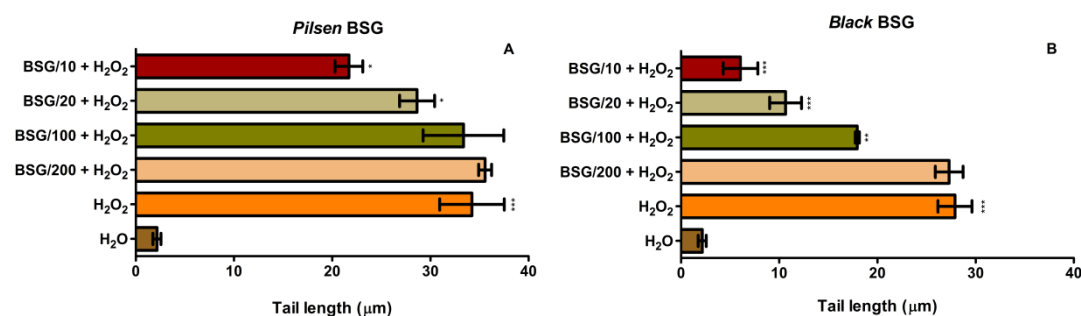 Pilsen BSG
A
BSG/10 + H₂O₂
*
BSG/20 + H₂O₂
*
BSG/100 + H₂O₂
BSG/200 + H₂O₂
H₂O₂
***
H₂O
0 10 20 30 40
Tail length (μm)
Black BSG
B
BSG/10 + H₂O₂
***
BSG/20 + H₂O₂
***
BSG/100 + H₂O₂
**
BSG/200 + H₂O₂
H₂O₂
***
H₂O
0 10 20 30 40
Tail length (μm)